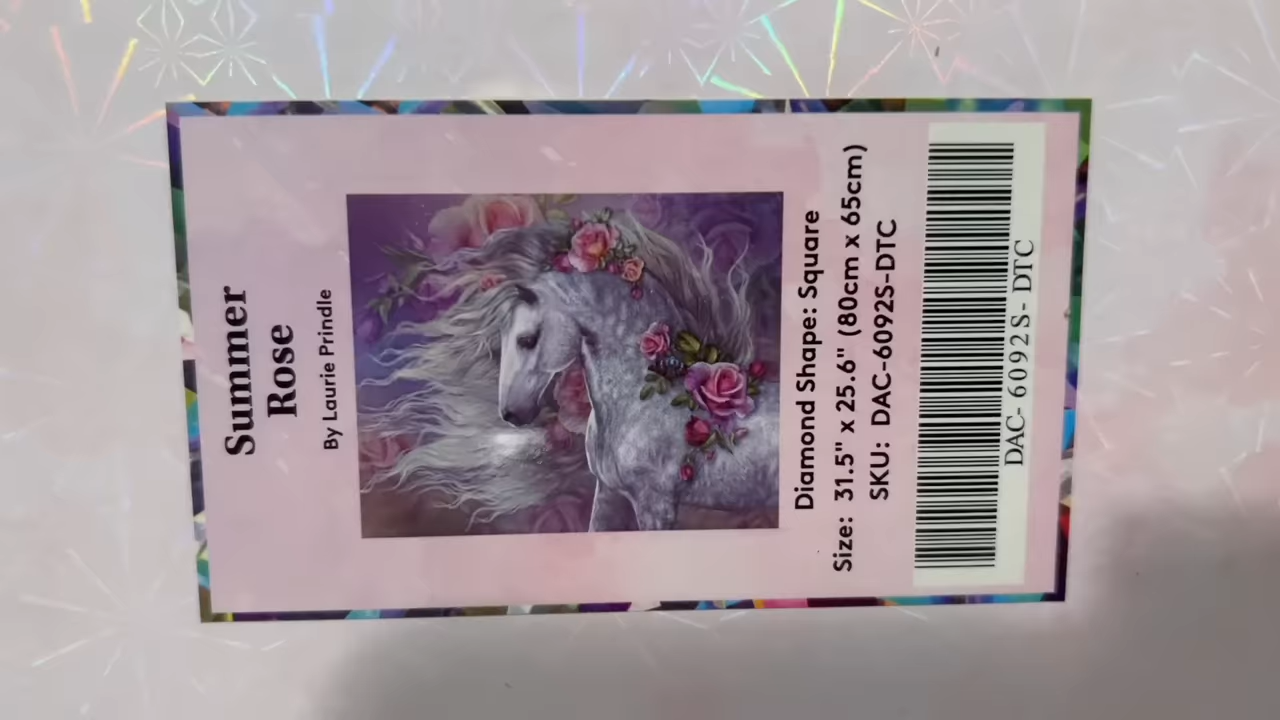 Summer
Rose
By Laurie Prindle
Diamond Shape: Square
Size: 31.5" x 25.6" (80cm x 65cm)
SKU: DAC-6092S-DTC
DAC- 6092S- DTC